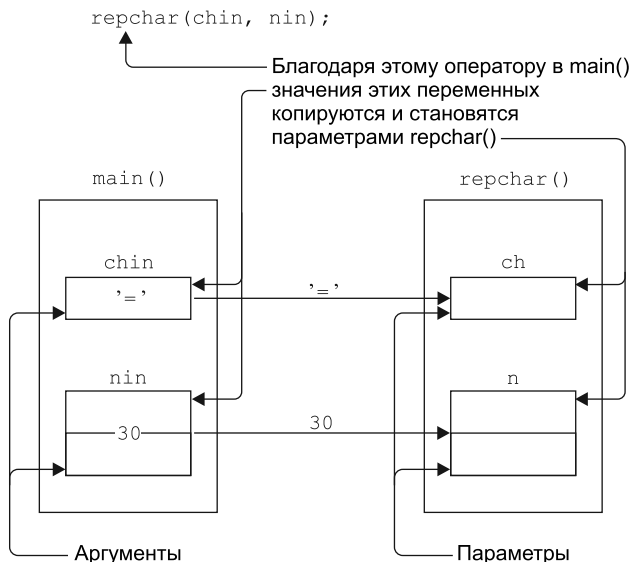 repchar(chin, nin);
Благодаря этому оператору в main()
значения этих переменных
копируются и становятся
параметрами repchar()
main()
repchar()
chin
ch
'='
'='
nin
n
30
30
Аргументы
Параметры